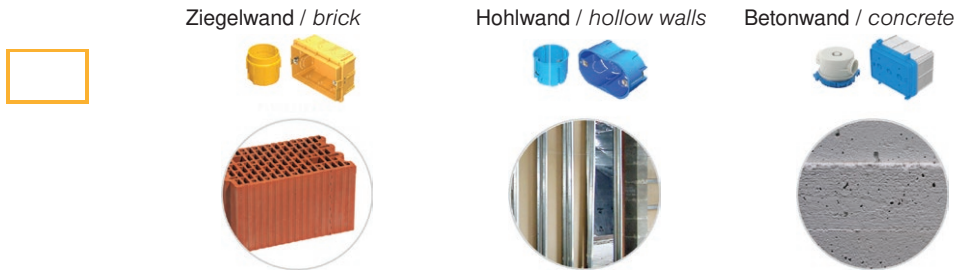 Ziegelwand / brick
Hohlwand / hollow walls
Betonwand / concrete